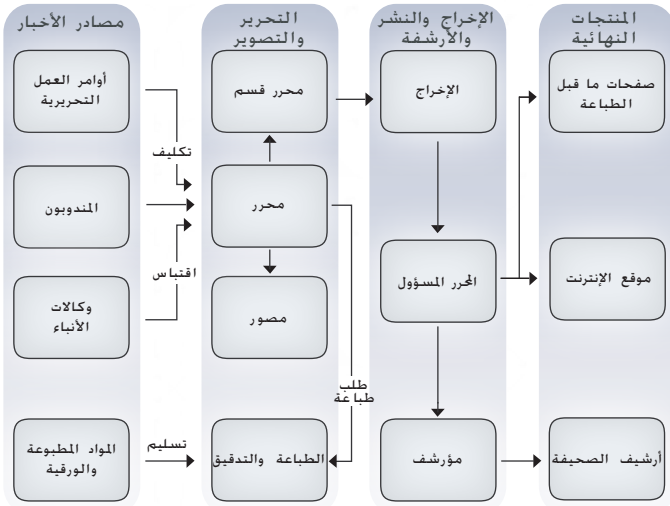 مصادر الأخبار
أوامر العمل
التحريرية
المندوبون
وكالات
الأنباء
المواد المطبوعة
والورقية
تكليف
اقتباس
تسليم
التحرير
والتصوير
محرر قسم
محرر
مصور
الطباعة والتدقيق
طلب
طباعة
الإخراج والنشر
والأرشفة
الإخراج
المحرر المسؤول
مؤرشف
المنتجات
النهائية
صفحات ما قبل
الطباعة
موقع الإنترنت
أرشيف الصحيفة